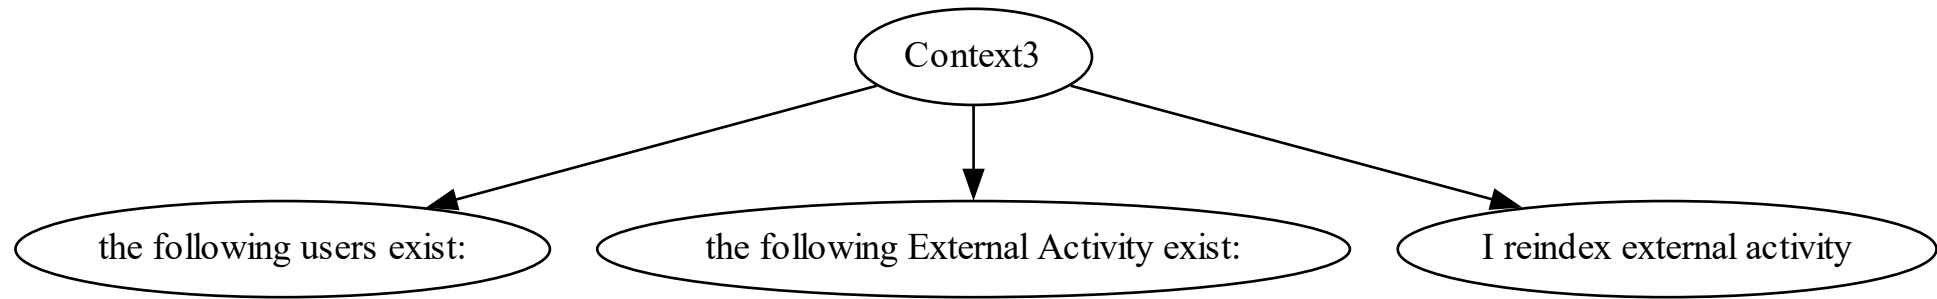 Context3
the following users exist:
the following External Activity exist:
I reindex external activity